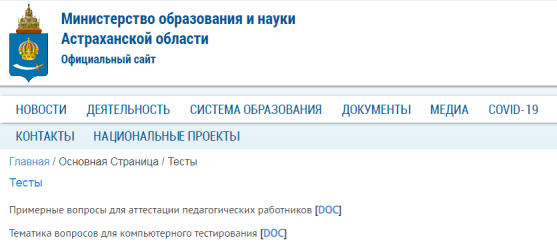 Министерство образования и науки
Астраханской области
Официальный сайт
НОВОСТИ ДЕЯТЕЛЬНОСТЬ СИСТЕМА ОБРАЗОВАНИЯ ДОКУМЕНТЫ МЕДИА COVID-19
КОНТАКТЫ НАЦИОНАЛЬНЫЕ ПРОЕКТЫ
Главная / Основная Страница / Тесты
Тесты
Примерные вопросы для аттестации педагогических работников [DOC]
Тематика вопросов для компьютерного тестирования [DOC]